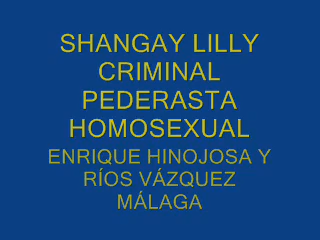 SHANGAY LILLY
CRIMINAL
PEDERASTA
HOMOSEXUAL
ENRIQUE HINOJOSA Y
RÍOS VÁZQUEZ
MÁLAGA